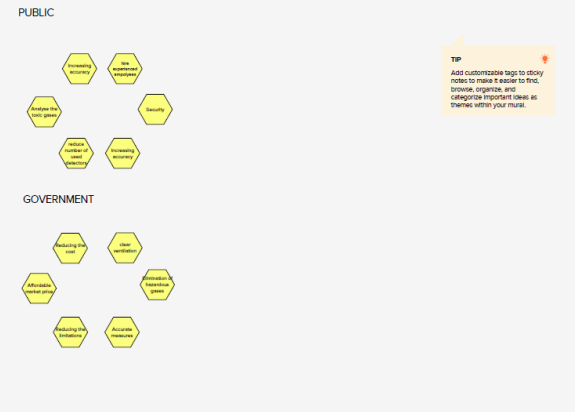 PUBLIC
Increasing
accuracy
hire
experienced
employees
Analyse the
toxic gases
Security
reduce
number of
used
detectors
Increasing
accuracy
TIP
Add customizable tags to sticky
notes to make it easier to find,
browse, organize, and
categorize important ideas as
themes within your mural.
GOVERNMENT
Reducing the
cost
clear
ventilation
Affordable
market price
Elimination of
hazardous
gases
Reducing the
limitations
Accurate
measures